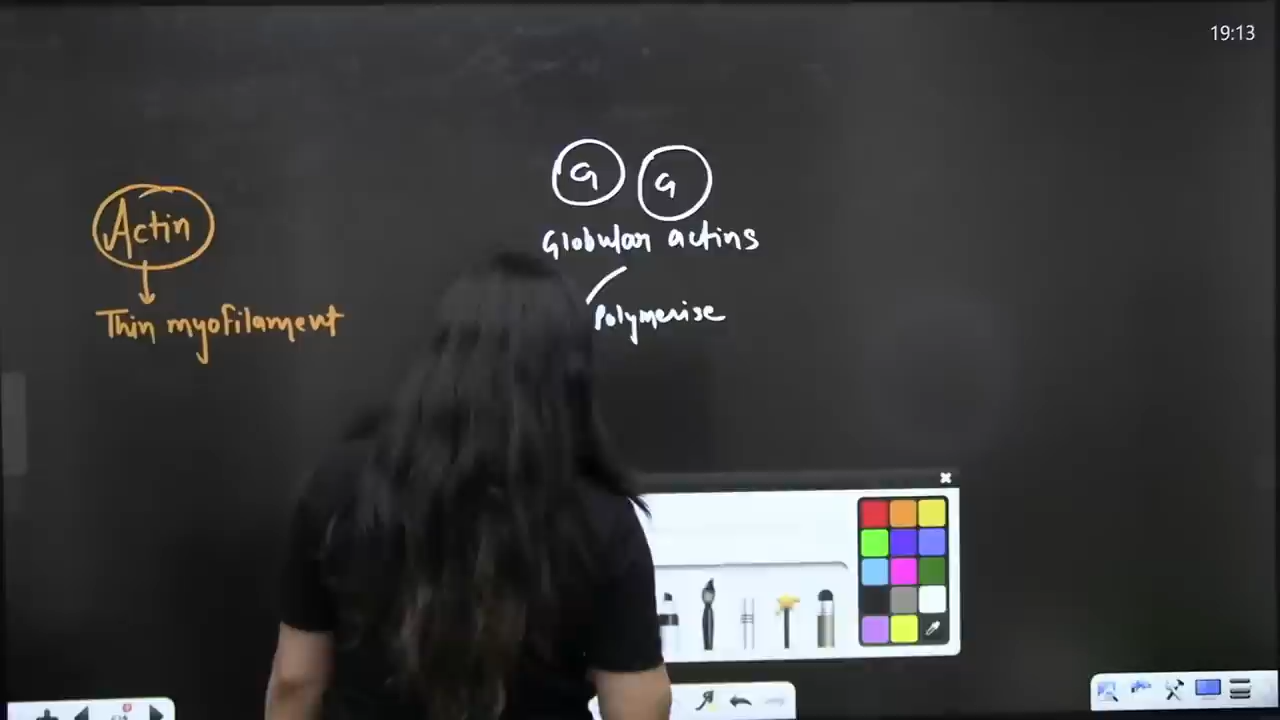 19:13
G G
Actin
Globular actins
Thin myofilament
Polymerise